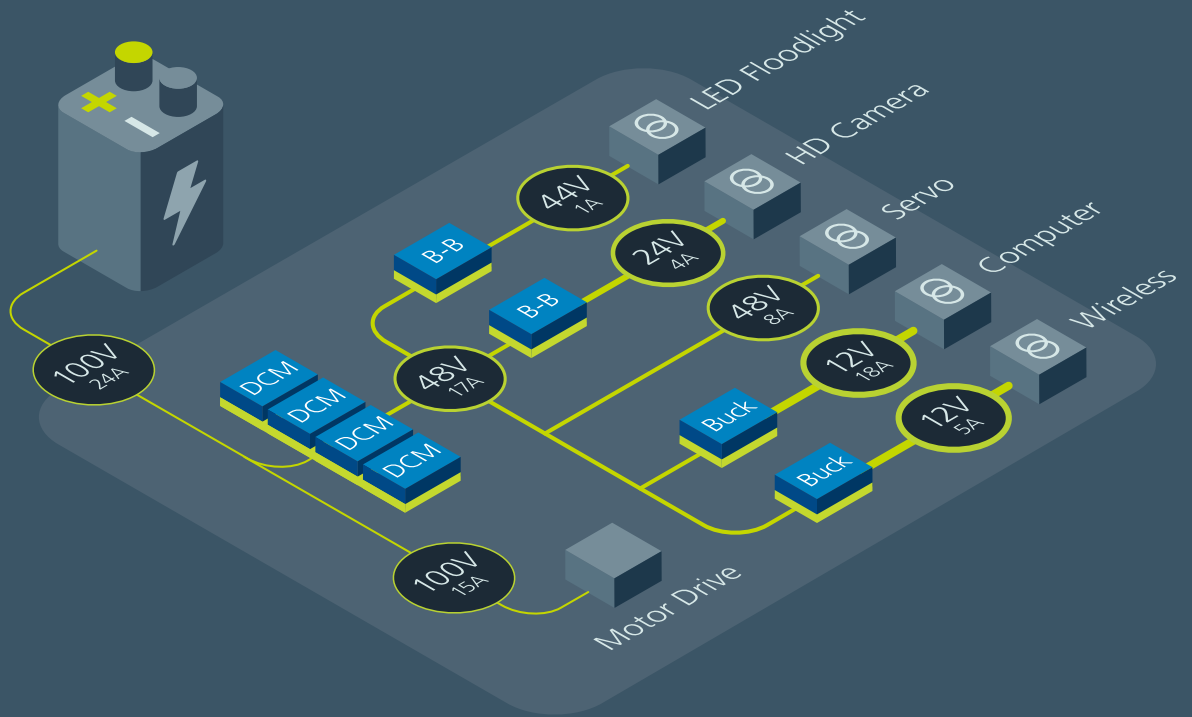 LED Floodlight
HD Camera
Servo
Computer
Wireless
44V
1A
B-B
24V
4A
B-B
48V
8A
100V
24A
DCM
DCM
DCM
DCM
48V
17A
12V
18A
Buck
12V
5A
Buck
100V
15A
Motor Drive